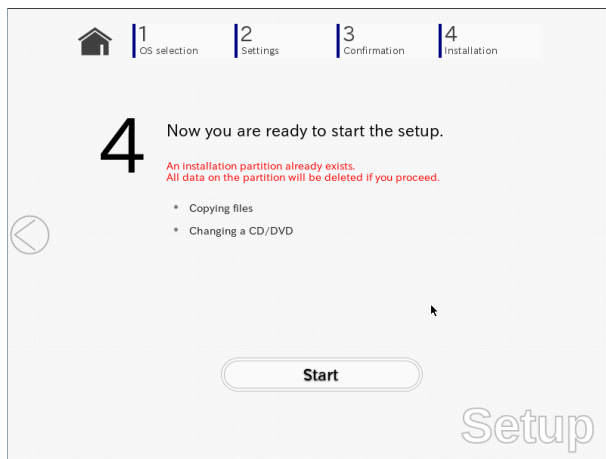 1
OS selection
2
Settings
3
Confirmation
4
Installation
4
Now you are ready to start the setup.
An installation partition already exists.
All data on the partition will be deleted if you proceed.
Copying files
Changing a CD/DVD
Start
Setup